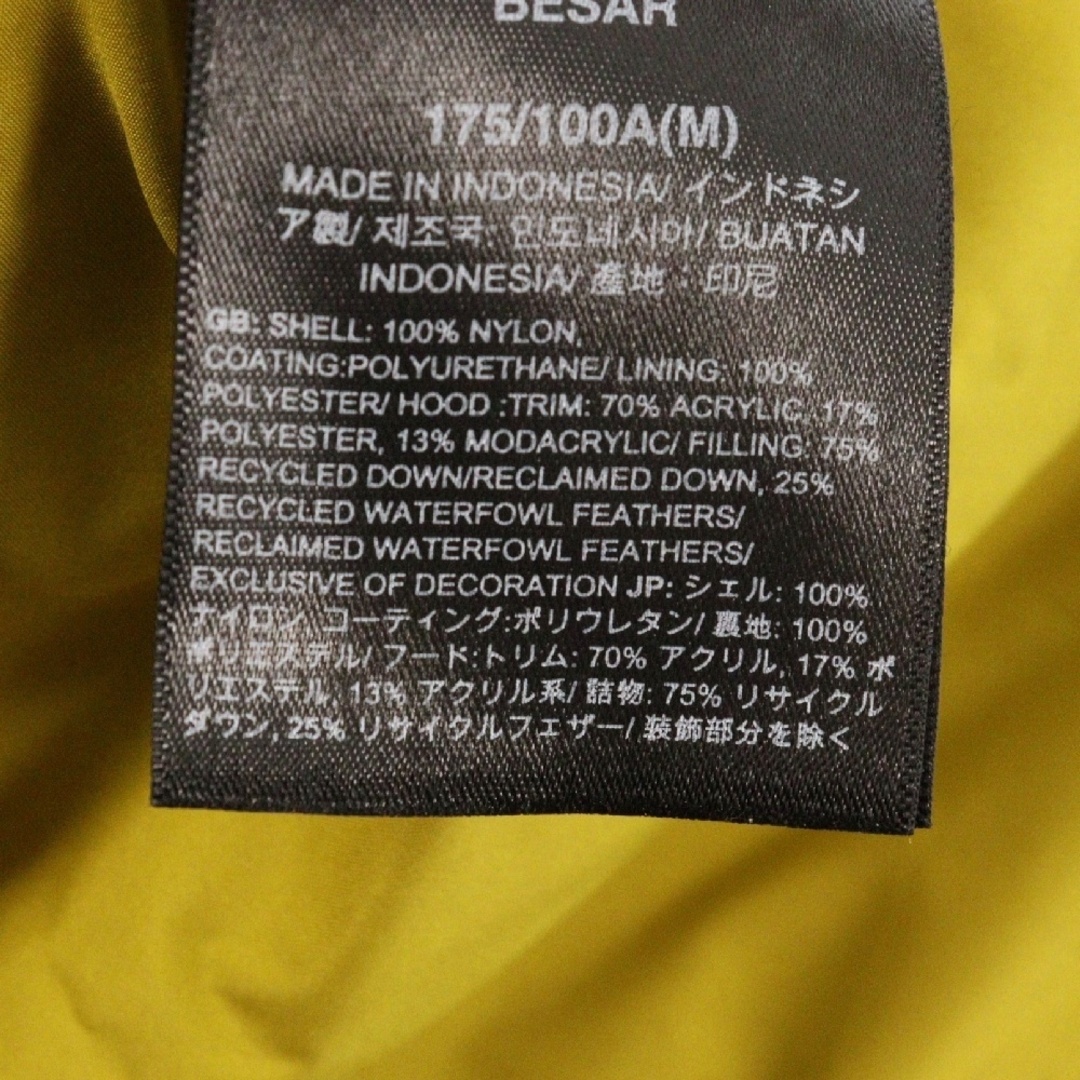 BESAR
175/100A(M)
MADE IN INDONESIA/ インドネシ
ア製/ 제조국: 인도네시아/ BUATAN
INDONESIA/ 產地：印尼
GB: SHELL: 100% NYLON,
COATING:POLYURETHANE/ LINING: 100%
POLYESTER/ HOOD :TRIM: 70% ACRYLIC, 17%
POLYESTER, 13% MODACRYLIC/ FILLING: 75%
RECYCLED DOWN/RECLAIMED DOWN, 25%
RECYCLED WATERFOWL FEATHERS/
RECLAIMED WATERFOWL FEATHERS/
EXCLUSIVE OF DECORATION JP: シェル: 100%
ナイロン, コーティング:ポリウレタン/ 裏地: 100%
ポリエステル/ フード:トリム: 70% アクリル, 17% ポ
リエステル, 13% アクリル系/ 詰物: 75% リサイクル
ダウン, 25% リサイクルフェザー/ 装飾部分を除く